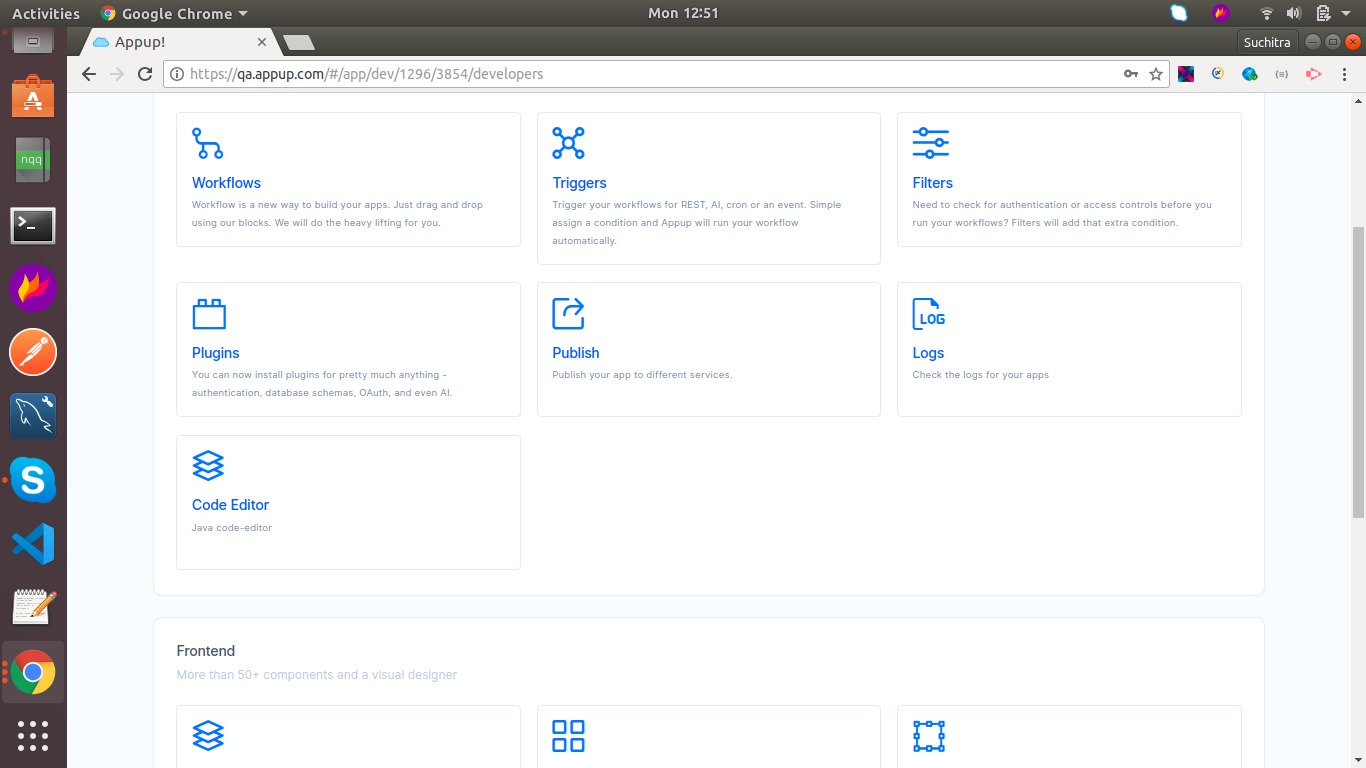 Activities
Google Chrome
Mon 12:51
Appup!
Suchitra
https://qa.appup.com/#/app/dev/1296/3854/developers
nqq
Workflows
Workflow is a new way to build your apps. Just drag and drop
using our blocks. We will do the heavy lifting for you.
Triggers
Trigger your workflows for REST, AI, cron or an event. Simple
assign a condition and Appup will run your workflow
automatically.
Filters
Need to check for authentication or access controls before you
run your workflows? Filters will add that extra condition.
Plugins
You can now install plugins for pretty much anything -
authentication, database schemas, OAuth, and even AI.
Publish
Publish your app to different services.
LOG
Logs
Check the logs for your apps
Code Editor
Java code-editor
Frontend
More than 50+ components and a visual designer